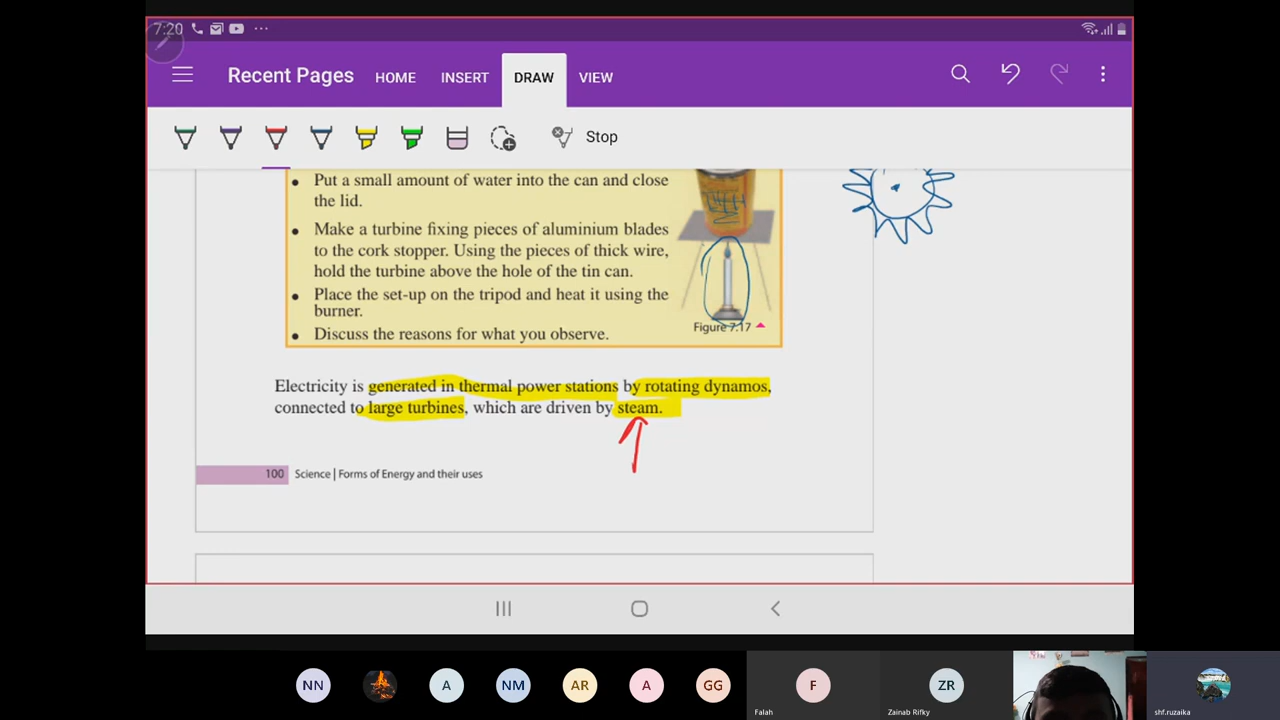 7:20
Recent Pages HOME INSERT DRAW VIEW
Stop
• Put a small amount of water into the can and close
the lid.
• Make a turbine fixing pieces of aluminium blades
to the cork stopper. Using the pieces of thick wire,
hold the turbine above the hole of the tin can.
• Place the set-up on the tripod and heat it using the
burner.
• Discuss the reasons for what you observe.
Figure 7.17
Electricity is generated in thermal power stations by rotating dynamos,
connected to large turbines, which are driven by steam.
100 Science | Forms of Energy and their uses
NN A NM AR A GG F ZR
Falah Zainab Rifky shf.ruzaika